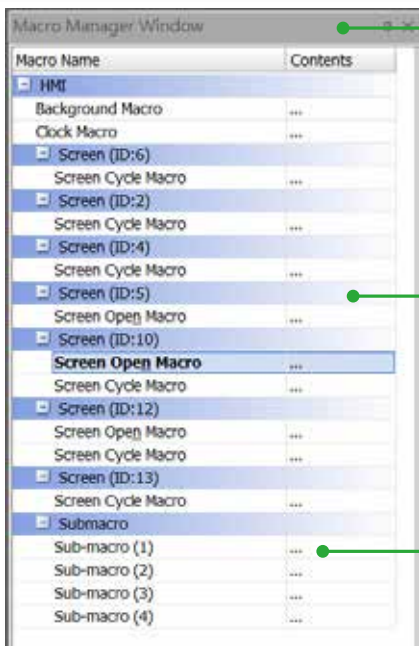 Macro Manager Window
Macro Name Contents
HMI
Background Macro ...
Clock Macro ...
Screen (ID:6)
Screen Cycle Macro ...
Screen (ID:2)
Screen Cycle Macro ...
Screen (ID:4)
Screen Cycle Macro ...
Screen (ID:5)
Screen Open Macro ...
Screen (ID:10)
Screen Open Macro ...
Screen Cycle Macro ...
Screen (ID:12)
Screen Open Macro ...
Screen Cycle Macro ...
Screen (ID:13)
Screen Cycle Macro ...
Submacro
Sub-macro (1) ...
Sub-macro (2) ...
Sub-macro (3) ...
Sub-macro (4) ...